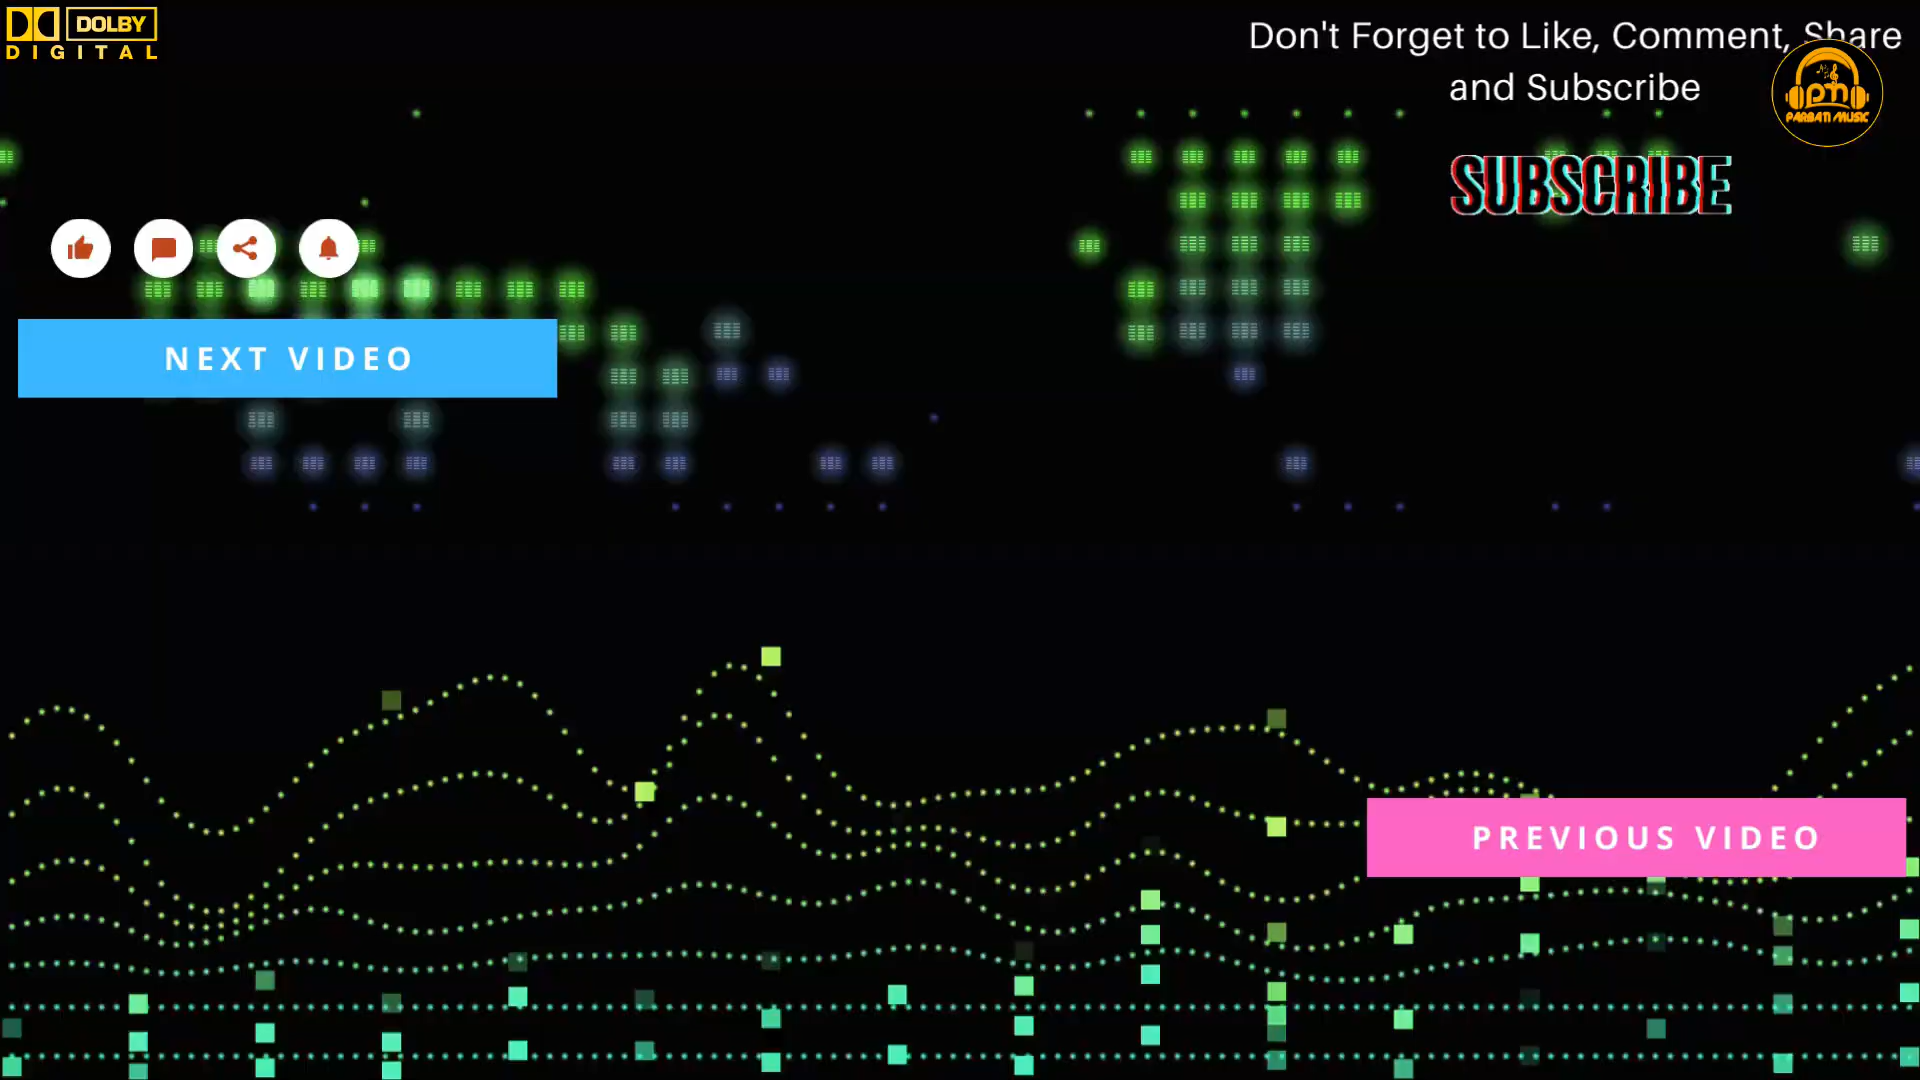 DOLBY
DIGITAL
Don't Forget to Like, Comment, Share
and Subscribe
PARBATI MUSIC
SUBSCRIBE
NEXT VIDEO
PREVIOUS VIDEO